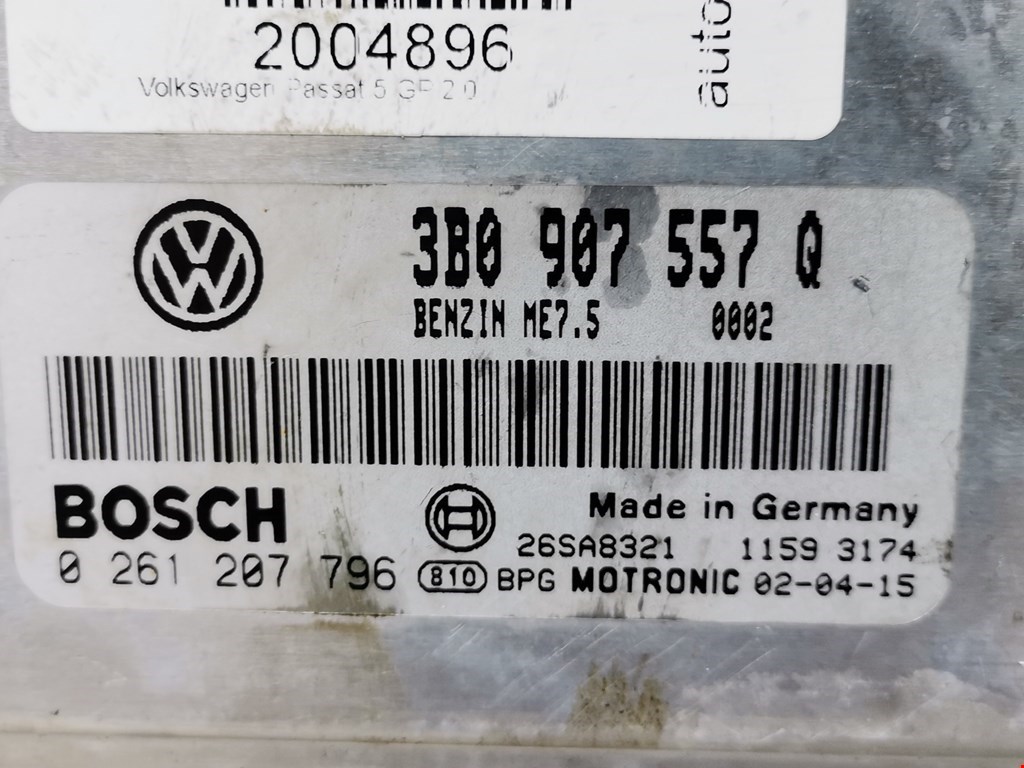 2004896
Volkswagen Passat 5 GP 2.0
auto
3B0 907 557 Q
BENZIN ME7.5 0002
BOSCH
Made in Germany
26SA8321 1159 3174
0 261 207 796 810 BPG MOTRONIC 02-04-15